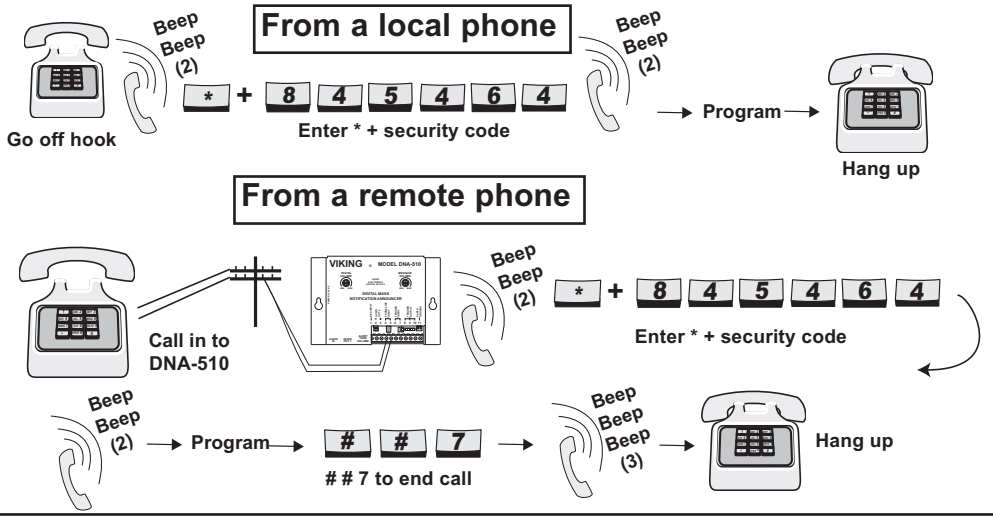 From a local phone
Beep
Beep
(2)
Beep
Beep
(2)
* + 8 4 5 4 6 4
Program
Go off hook
Enter * + security code
Hang up
From a remote phone
VIKING MODEL DNA-510
DIGITAL MASS
NOTIFICATION ANNOUNCER
Beep
Beep
(2)
* + 8 4 5 4 6 4
Call in to
DNA-510
Enter * + security code
Beep
Beep
(2)
Program
# # 7
Beep
Beep
Beep
(3)
Hang up
# # 7 to end call